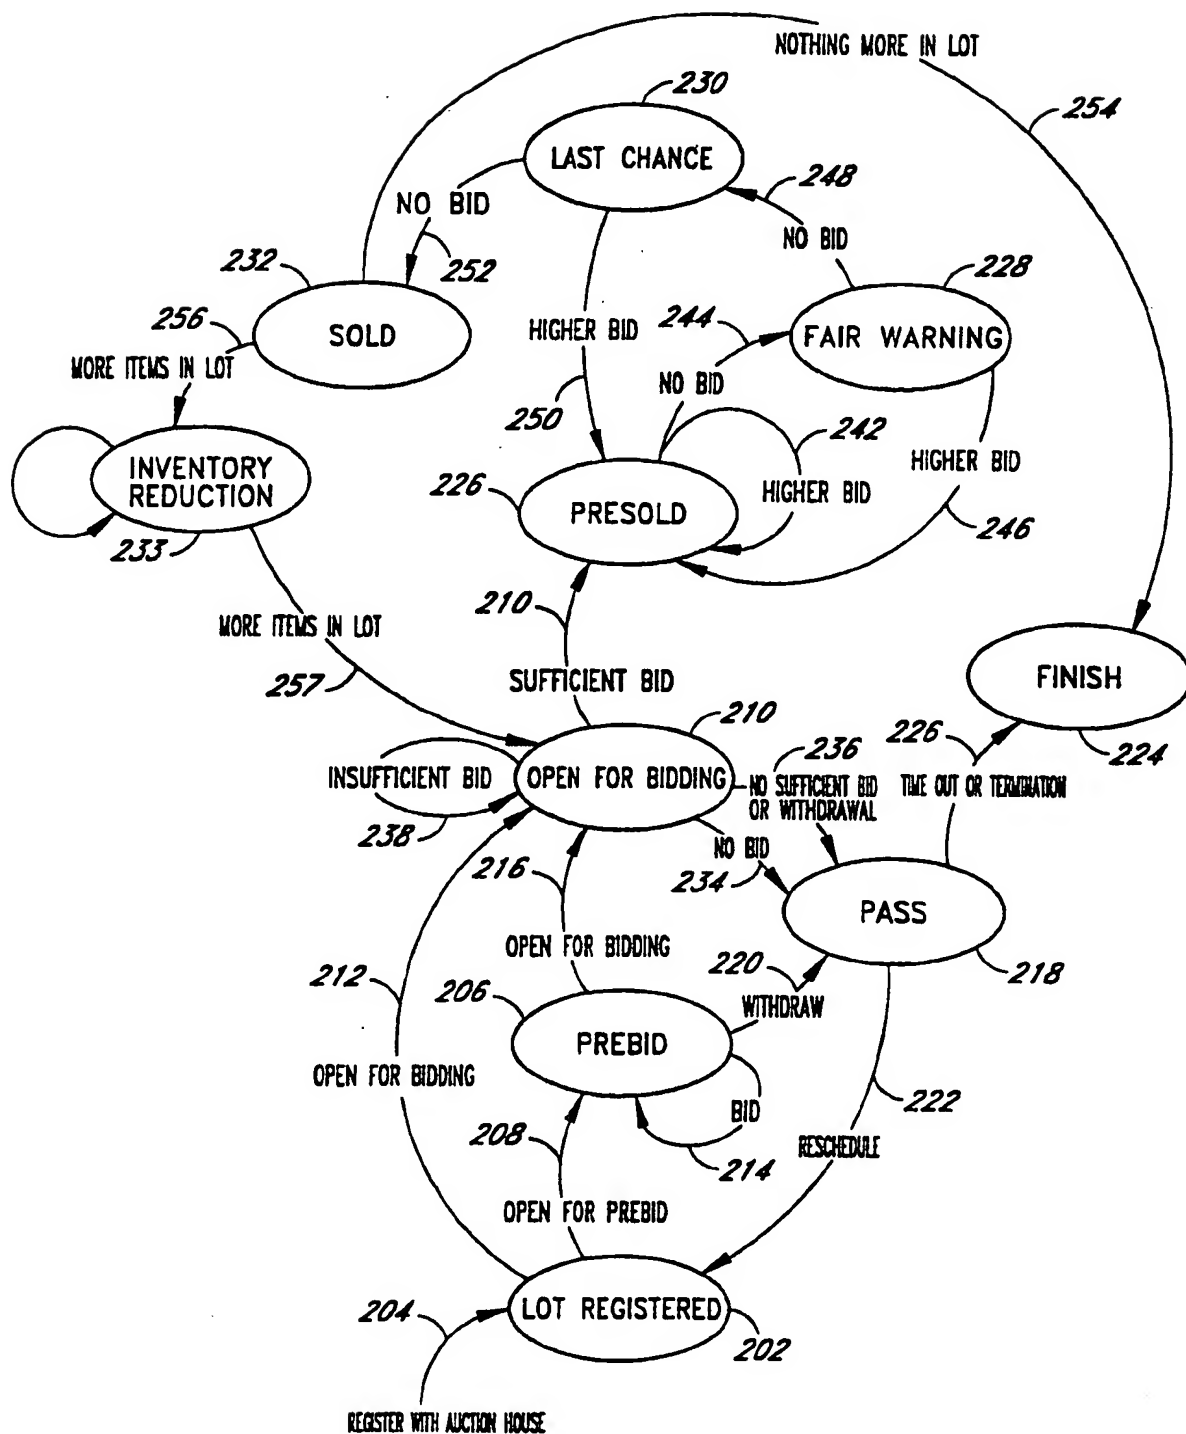 NOTHING MORE IN LOT
254
230
LAST CHANCE
248
NO BID
252
NO BID
232
SOLD
228
FAIR WARNING
256
MORE ITEMS IN LOT
HIGHER BID
250
244
NO BID
242
HIGHER BID
HIGHER BID
246
INVENTORY
REDUCTION
233
226
PRESOLD
MORE ITEMS IN LOT
257
210
SUFFICIENT BID
FINISH
224
226
TIME OUT OR TERMINATION
210
OPEN FOR BIDDING
INSUFFICIENT BID
238
236
NO SUFFICIENT BID
OR WITHDRAWAL
NO BID
234
PASS
218
216
OPEN FOR BIDDING
212
OPEN FOR BIDDING
206
PREBID
220
WITHDRAW
BID
214
222
RESCHEDULE
208
OPEN FOR PREBID
LOT REGISTERED
202
204
REGISTER WITH AUCTION HOUSE